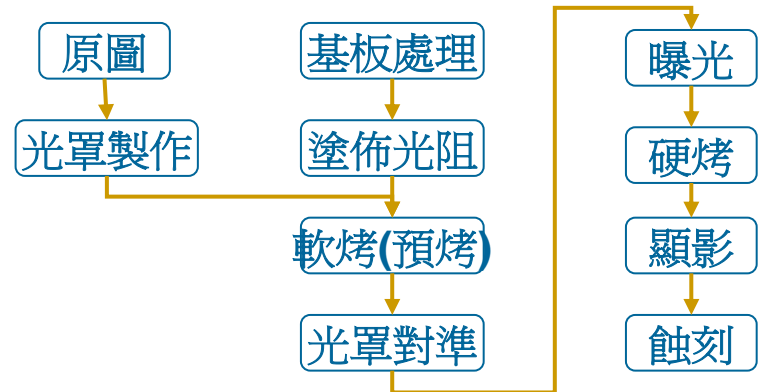 原圖
光罩製作
基板處理
塗佈光阻
軟烤(預烤)
光罩對準
曝光
硬烤
顯影
蝕刻